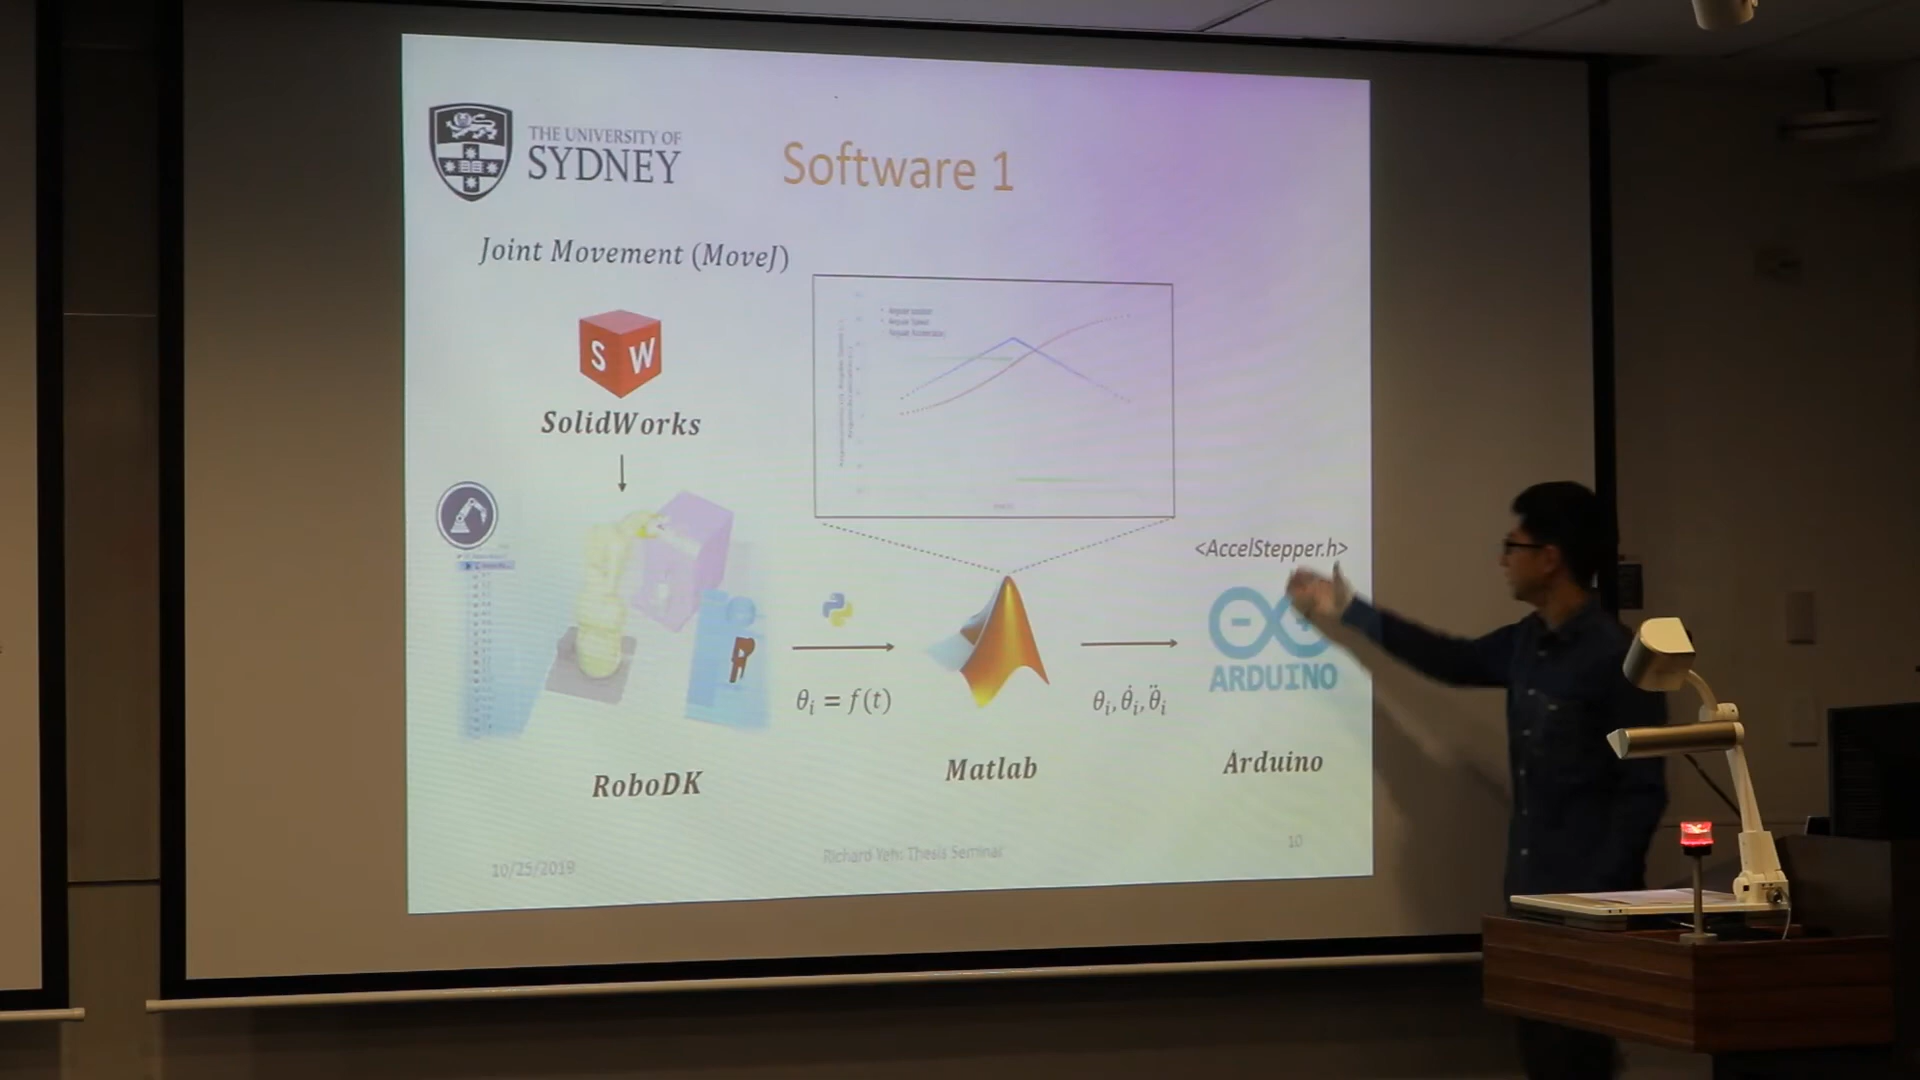 THE UNIVERSITY OF
SYDNEY
Software 1
Joint Movement (MoveJ)
S W
SolidWorks
<AccelStepper.h>
θᵢ = f(t)
θᵢ, θ̇ᵢ, θ̈ᵢ
ARDUINO
RoboDK
Matlab
Arduino
10/25/2019
Richard Yeh: Thesis Seminar
10